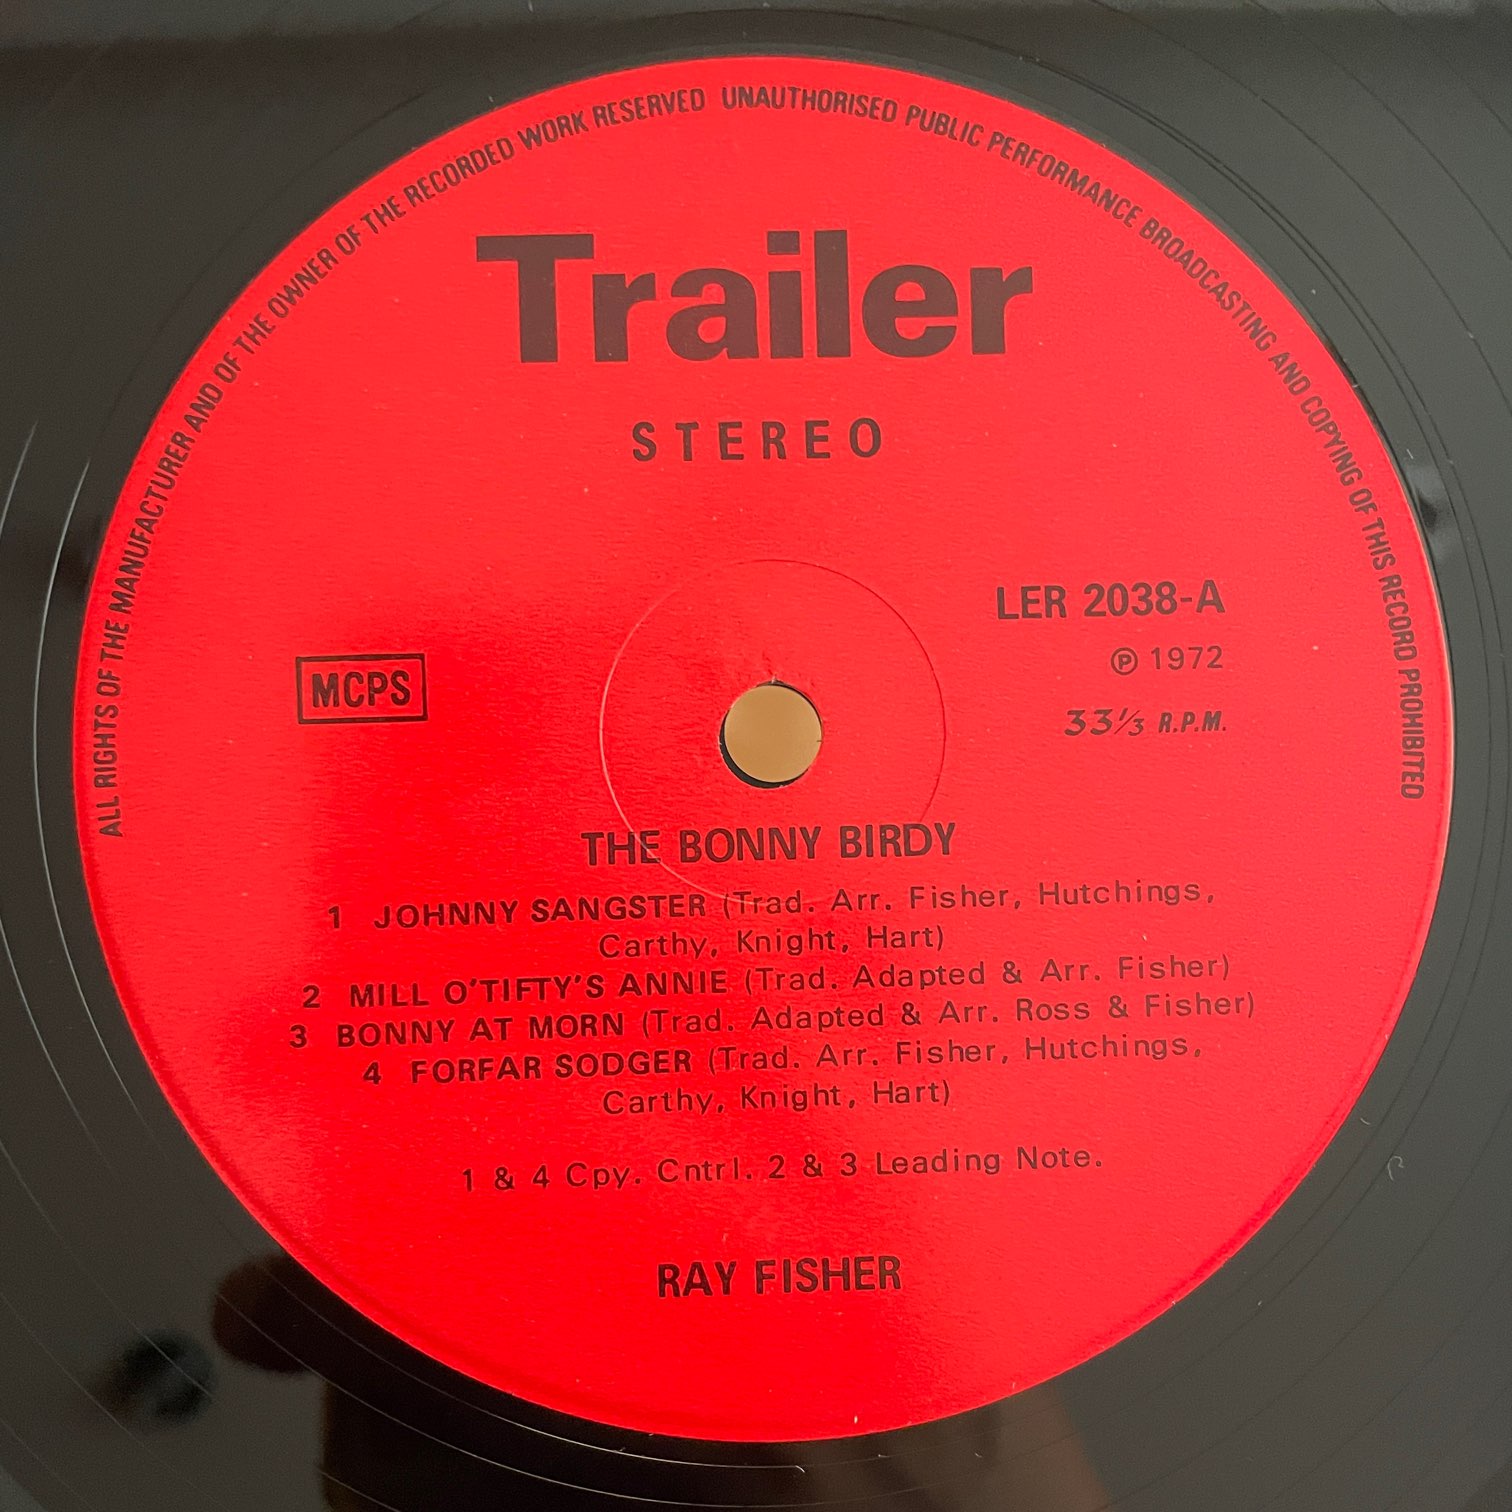 ALL RIGHTS OF THE MANUFACTURER AND OF THE OWNER OF THE RECORDED WORK RESERVED UNAUTHORISED PUBLIC PERFORMANCE BROADCASTING AND COPYING OF THIS RECORD PROHIBITED
Trailer
STEREO
LER 2038-A
℗ 1972
MCPS
33⅓ R.P.M.
THE BONNY BIRDY
1 JOHNNY SANGSTER (Trad. Arr. Fisher, Hutchings,
Carthy, Knight, Hart)
2 MILL O'TIFTY'S ANNIE (Trad. Adapted & Arr. Fisher)
3 BONNY AT MORN (Trad. Adapted & Arr. Ross & Fisher)
4 FORFAR SODGER (Trad. Arr. Fisher, Hutchings,
Carthy, Knight, Hart)
1 & 4 Cpy. Cntrl. 2 & 3 Leading Note.
RAY FISHER